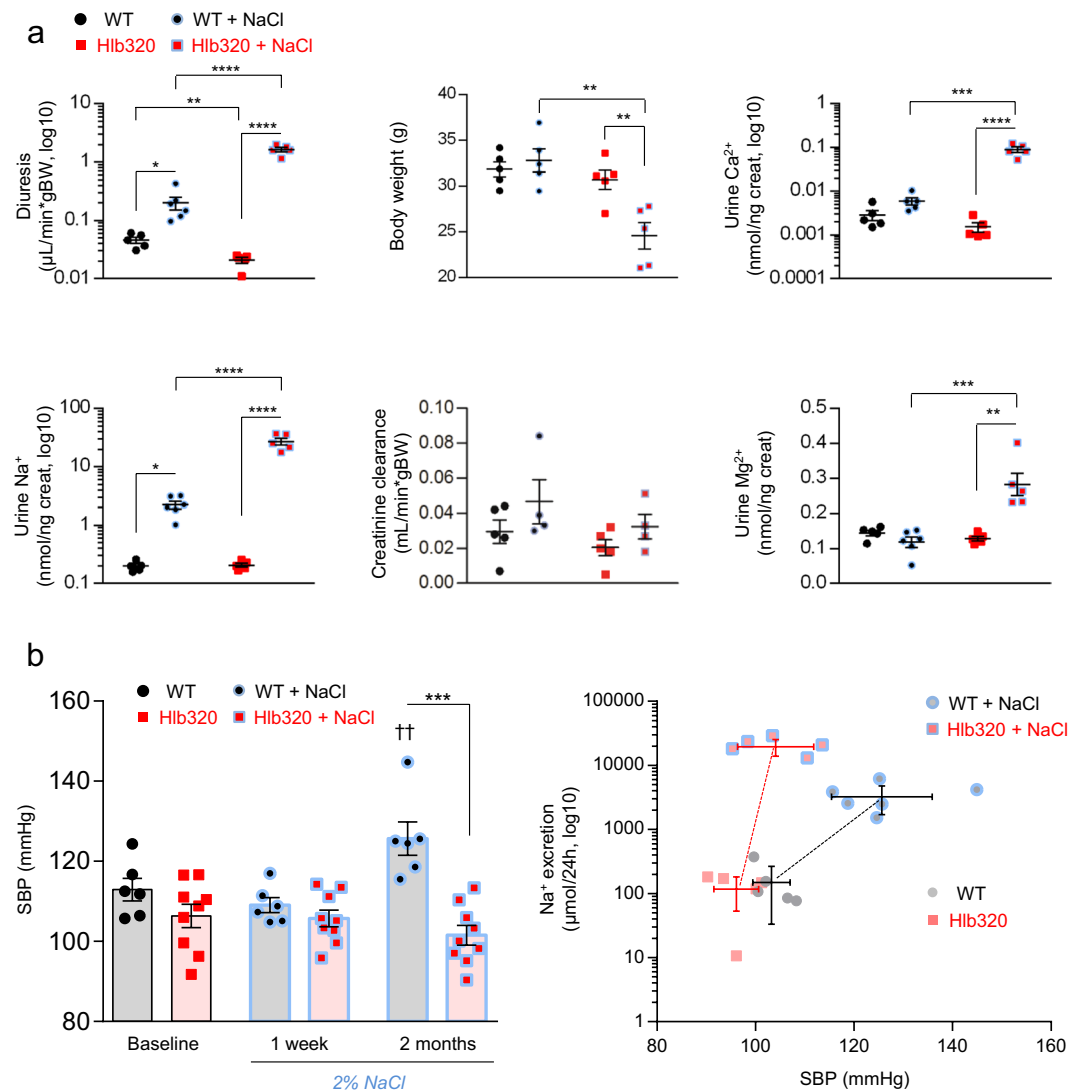 a
WT
WT + NaCl
Hlb320
Hlb320 + NaCl
Diuresis
(µL/min*gBW, log10)
10
1
0.1
0.01
*
**
****
****
Body weight (g)
35
30
25
20
**
**
Urine Ca²⁺
(nmol/ng creat, log10)
0.1
0.01
0.001
0.0001
***
****
Urine Na⁺
(nmol/ng creat, log10)
100
10
1
0.1
*
****
****
Creatinine clearance
(mL/min*gBW)
0.10
0.08
0.06
0.04
0.02
0.00
Urine Mg²⁺
(nmol/ng creat)
0.5
0.4
0.3
0.2
0.1
0.0
***
**
b
WT
WT + NaCl
Hlb320
Hlb320 + NaCl
SBP (mmHg)
160
140
120
100
80
††
***
Baseline
1 week
2 months
2% NaCl
Na⁺ excretion
(µmol/24h, log10)
100000
10000
1000
100
10
1
WT + NaCl
Hlb320 + NaCl
WT
Hlb320
80
100
120
140
160
SBP (mmHg)